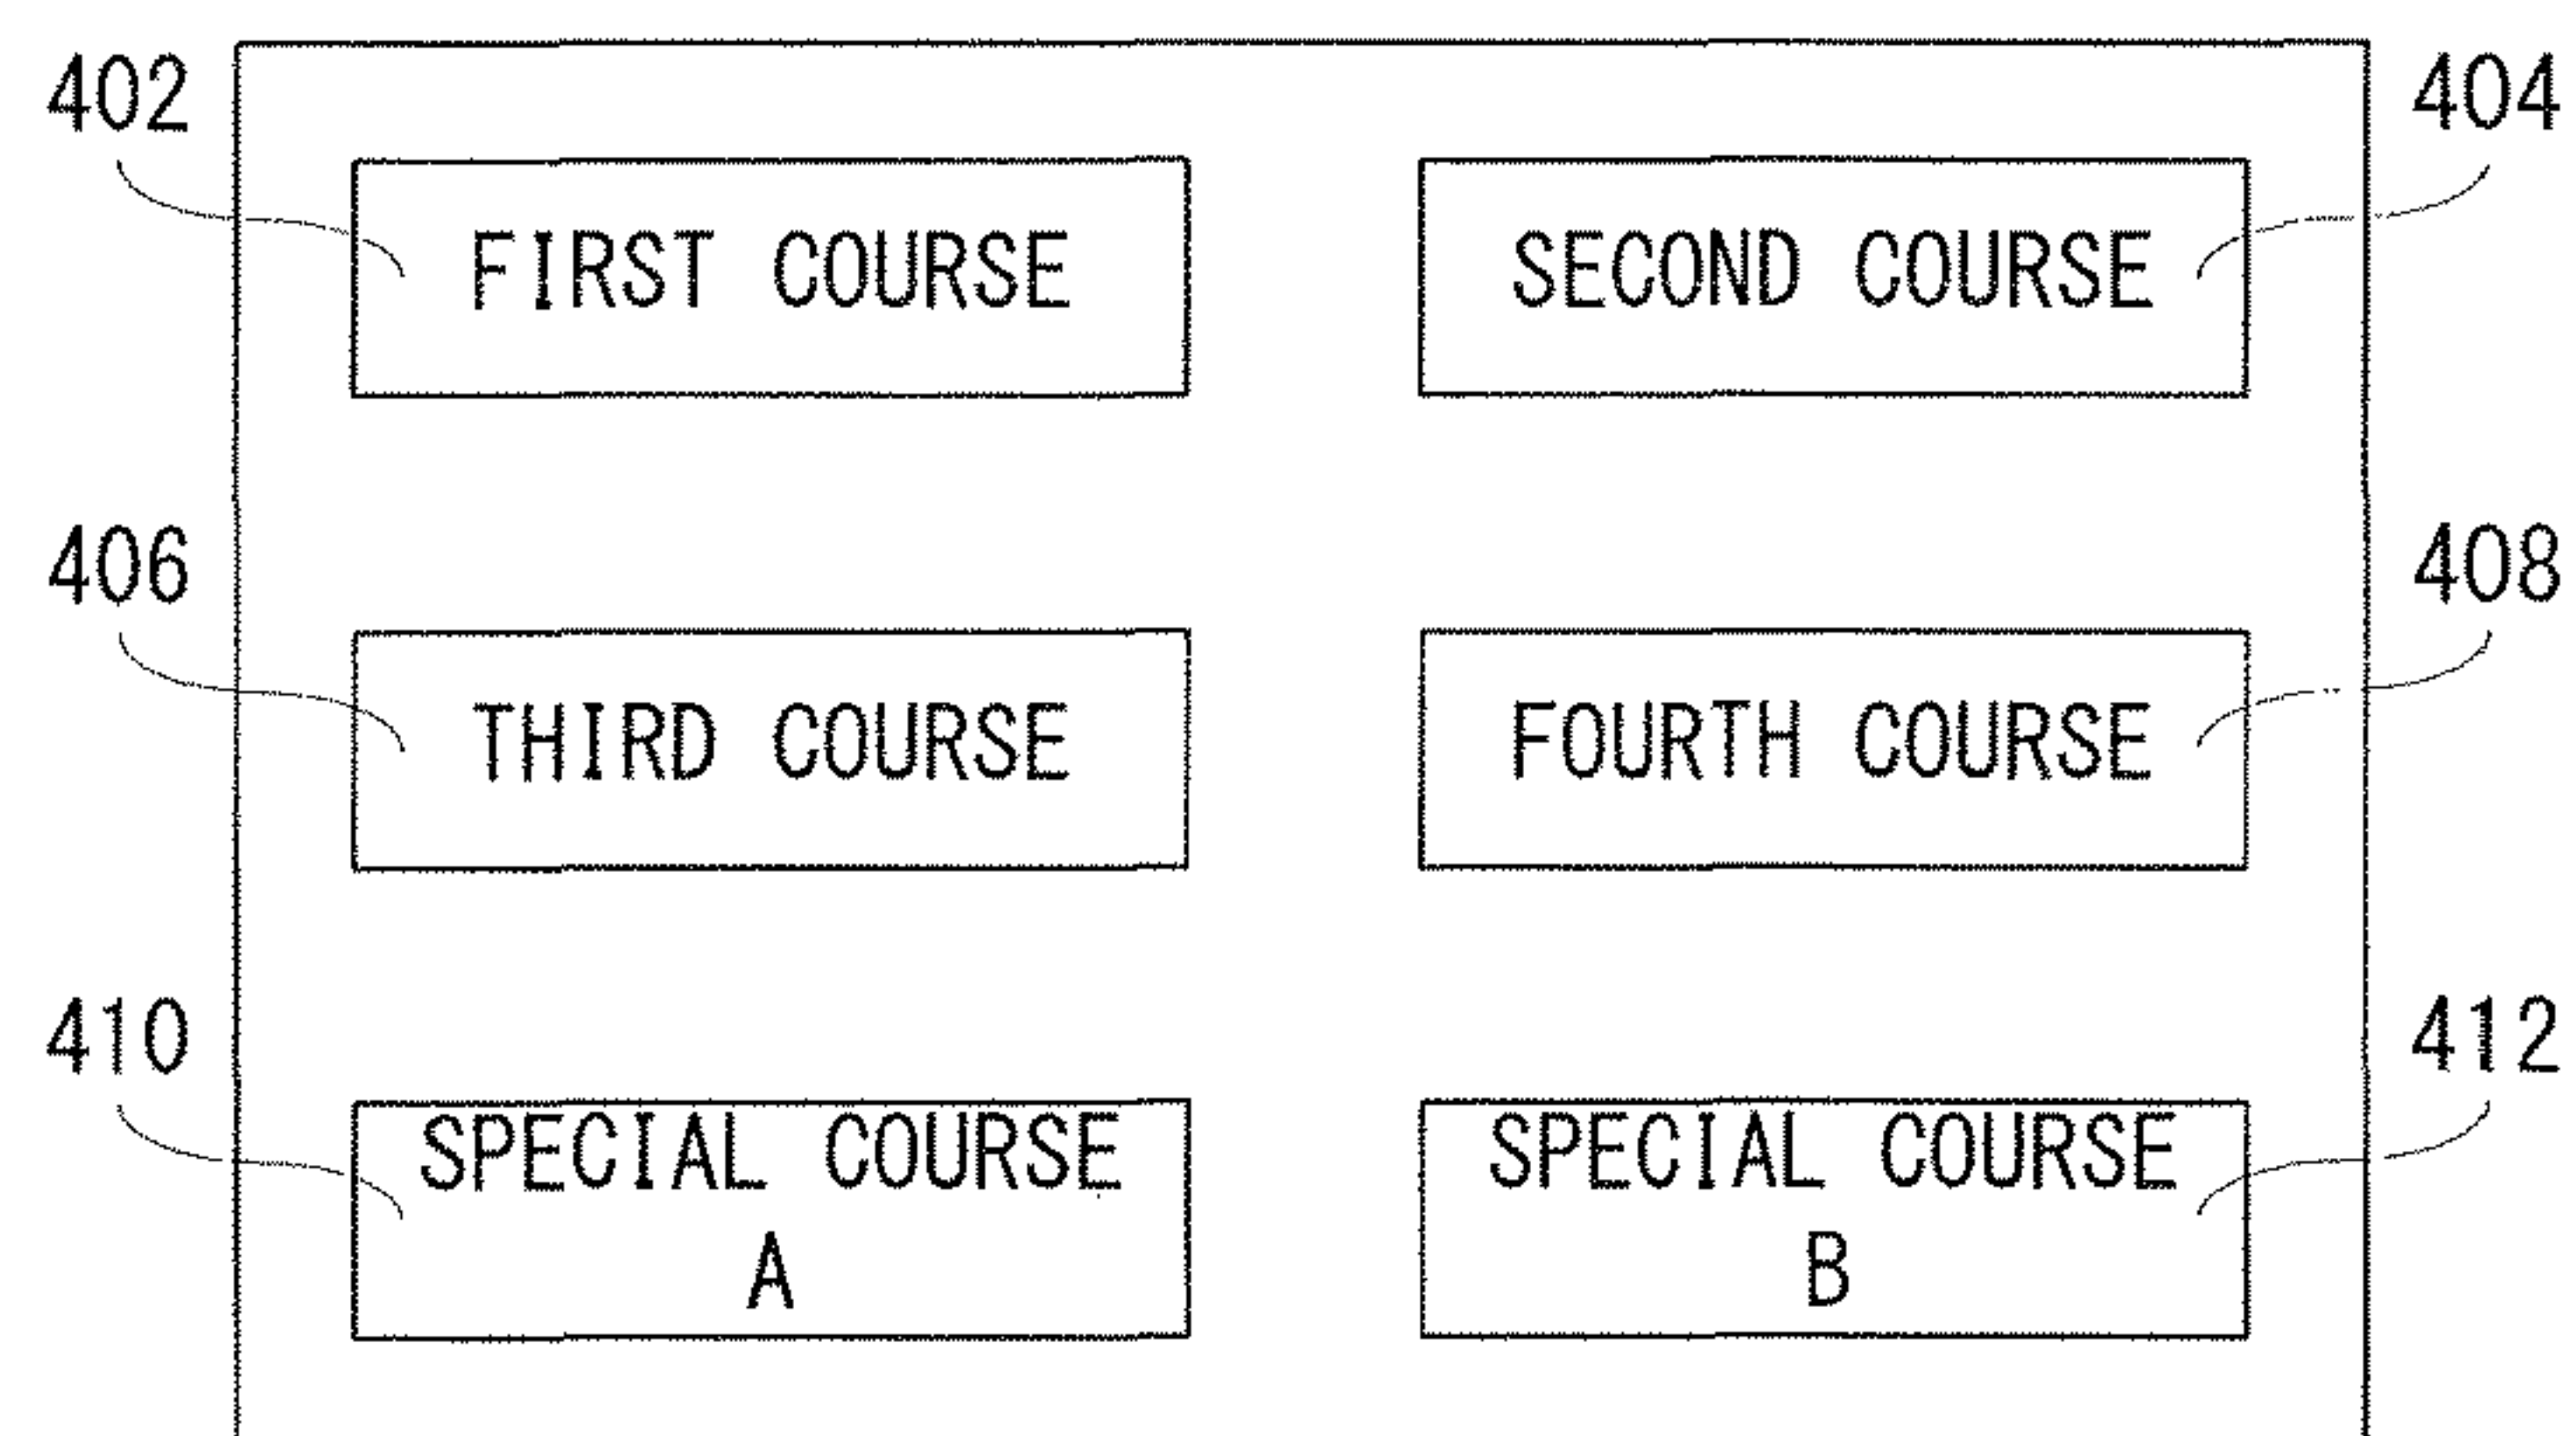 402
404
FIRST COURSE
SECOND COURSE
406
408
THIRD COURSE
FOURTH COURSE
410
412
SPECIAL COURSE
A
SPECIAL COURSE
B